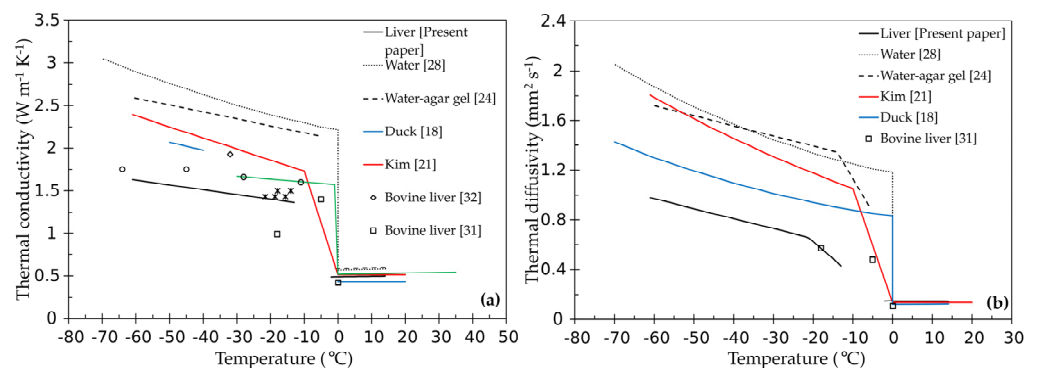 3.5
3
2.5
2
1.5
1
0.5
0
-80 -70 -60 -50 -40 -30 -20 -10 0 10 20 30 40 50
Thermal conductivity (W m⁻¹ K⁻¹)
Temperature (°C)
Liver [Present
paper]
Water [28]
Water-agar gel [24]
Duck [18]
Kim [21]
Bovine liver [32]
Bovine liver [31]
(a)
2.4
2
1.6
1.2
0.8
0.4
0
-80 -70 -60 -50 -40 -30 -20 -10 0 10 20 30
Thermal diffusivity (mm² s⁻¹)
Temperature (°C)
Liver [Present paper]
Water [28]
Water-agar gel [24]
Kim [21]
Duck [18]
Bovine liver [31]
(b)